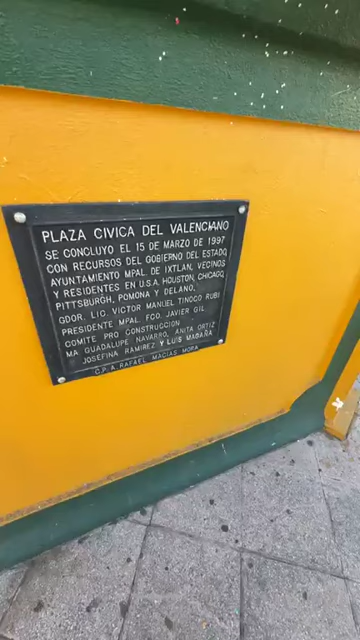 PLAZA CIVICA DEL VALENCIANO
SE CONCLUYO EL 15 DE MARZO DE 1997
CON RECURSOS DEL GOBIERNO DEL ESTADO
AYUNTAMIENTO MPAL. DE IXTLAN, VECINOS
Y RESIDENTES EN U.S.A. HOUSTON, CHICAGO,
PITTSBURGH, POMONA Y DELANO.
GDOR. LIC. VICTOR MANUEL TINOCO RUBI
PRESIDENTE MPAL. FCO. JAVIER GIL
COMITE PRO CONSTRUCCION
MA GUADALUPE NAVARRO, ANITA ORTIZ
JOSEFINA RAMIREZ Y LUIS
C.P. A. RAFAEL MACIAS MORA